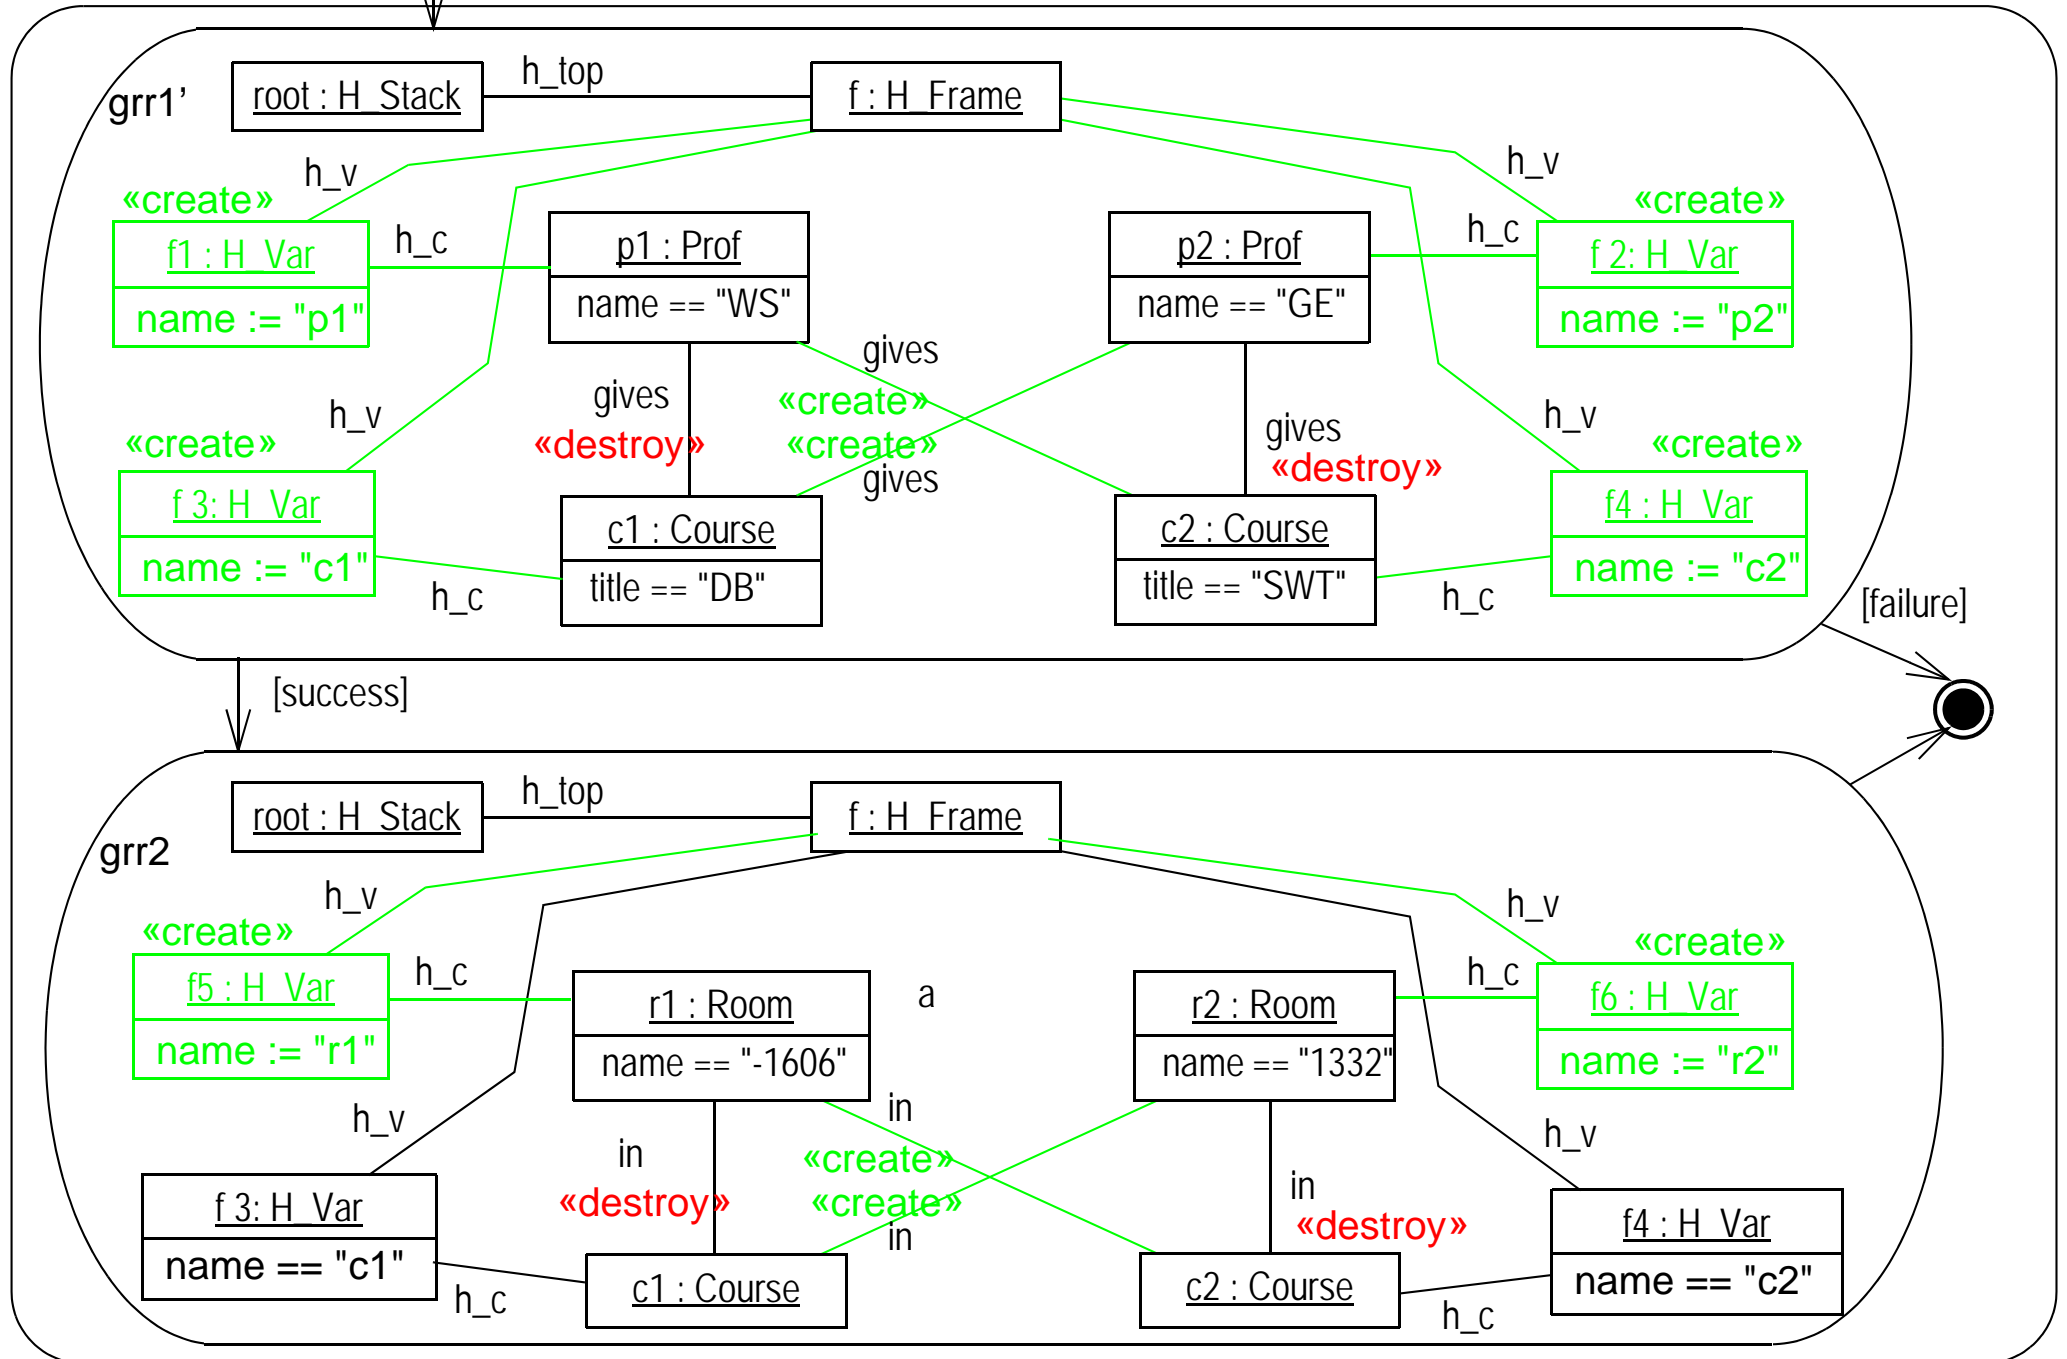 h_top
grr1’
root : H_Stack
f : H_Frame
h_v
h_v
«create»
«create»
f1 : H_Var
name := "p1"
h_c
p1 : Prof
name == "WS"
p2 : Prof
name == "GE"
h_c
f 2: H_Var
name := "p2"
gives
gives
«create»
«destroy»
«create»
gives
gives
«destroy»
h_v
h_v
«create»
«create»
f 3: H_Var
name := "c1"
h_c
c1 : Course
title == "DB"
c2 : Course
title == "SWT"
h_c
f4 : H_Var
name := "c2"
[failure]
[success]
h_top
grr2
root : H_Stack
f : H_Frame
h_v
h_v
«create»
«create»
f5 : H_Var
name := "r1"
h_c
r1 : Room
name == "-1606"
a
r2 : Room
name == "1332"
h_c
f6 : H_Var
name := "r2"
in
in
«create»
«destroy»
«create»
in
in
«destroy»
h_v
h_v
f 3: H_Var
name == "c1"
h_c
c1 : Course
c2 : Course
h_c
f4 : H_Var
name == "c2"